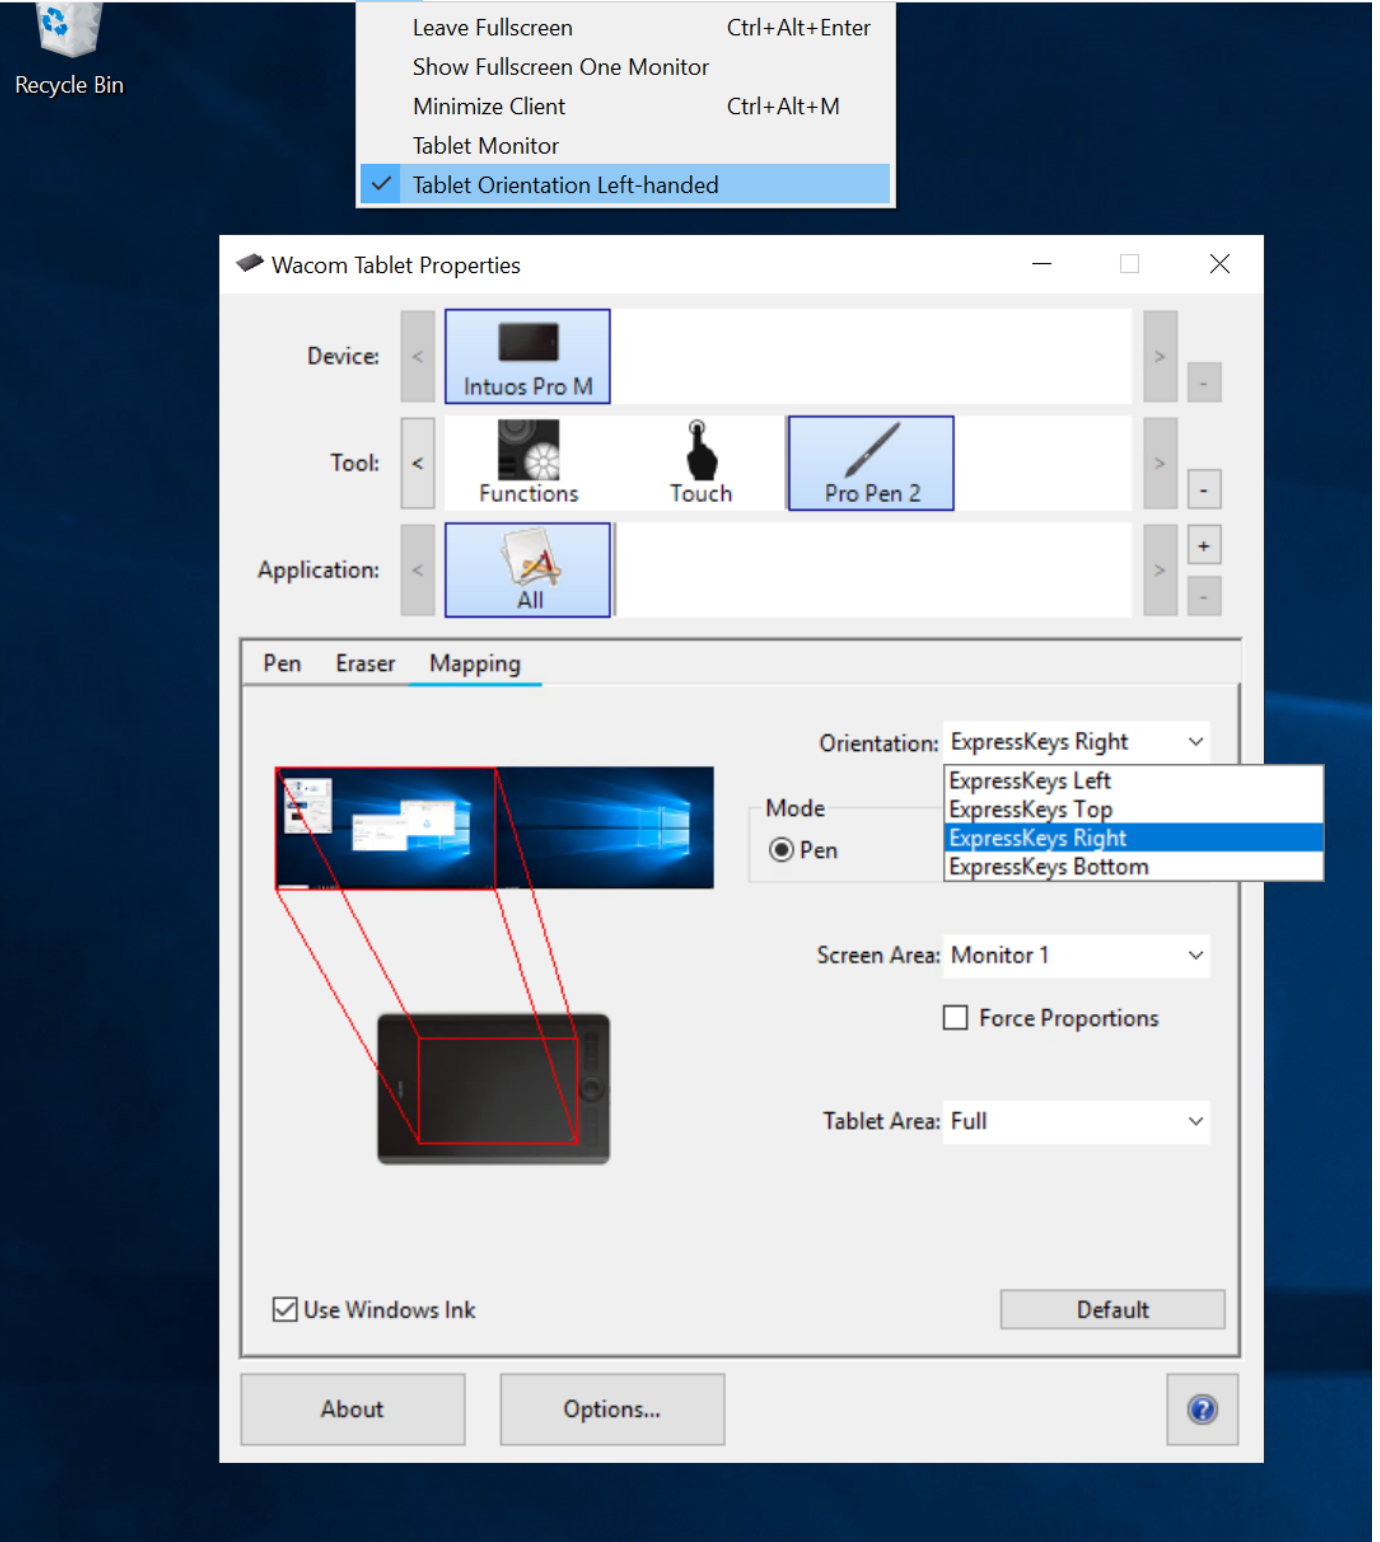 Recycle Bin
Leave Fullscreen Ctrl+Alt+Enter
Show Fullscreen One Monitor
Minimize Client Ctrl+Alt+M
Tablet Monitor
Tablet Orientation Left-handed
Wacom Tablet Properties
Device: < Intuos Pro M > -
Tool: < Functions Touch Pro Pen 2 > -
Application: < All > + -
Pen Eraser Mapping
Orientation: ExpressKeys Right
ExpressKeys Left
ExpressKeys Top
ExpressKeys Right
ExpressKeys Bottom
Mode
Pen
Screen Area: Monitor 1
Force Proportions
Tablet Area: Full
Use Windows Ink
Default
About
Options...
?